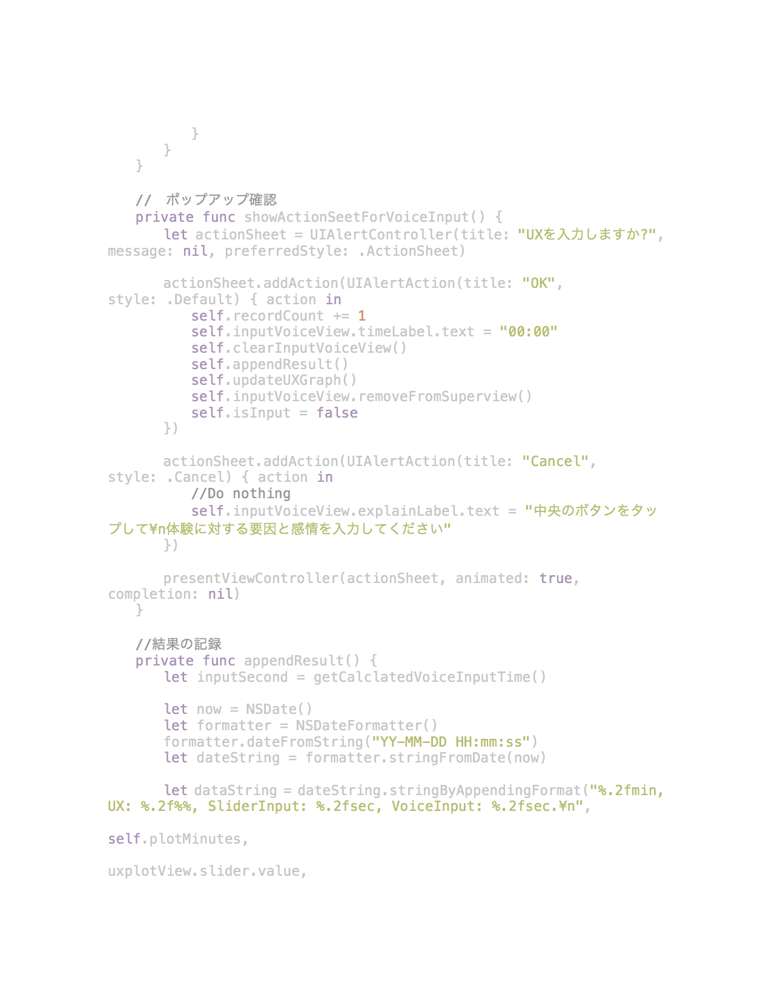 }
}
}
//　ポップアップ確認
private func showActionSeetForVoiceInput() {
let actionSheet = UIAlertController(title: "UXを入力しますか?",
message: nil, preferredStyle: .ActionSheet)
actionSheet.addAction(UIAlertAction(title: "OK",
style: .Default) { action in
self.recordCount += 1
self.inputVoiceView.timeLabel.text = "00:00"
self.clearInputVoiceView()
self.appendResult()
self.updateUXGraph()
self.inputVoiceView.removeFromSuperview()
self.isInput = false
})
actionSheet.addAction(UIAlertAction(title: "Cancel",
style: .Cancel) { action in
//Do nothing
self.inputVoiceView.explainLabel.text = "中央のボタンをタッ
プして¥n体験に対する要因と感情を入力してください"
})
presentViewController(actionSheet, animated: true,
completion: nil)
}
//結果の記録
private func appendResult() {
let inputSecond = getCalclatedVoiceInputTime()
let now = NSDate()
let formatter = NSDateFormatter()
formatter.dateFromString("YY-MM-DD HH:mm:ss")
let dateString = formatter.stringFromDate(now)
let dataString = dateString.stringByAppendingFormat("%.2fmin,
UX: %.2f%%, SliderInput: %.2fsec, VoiceInput: %.2fsec.¥n",
self.plotMinutes,
uxplotView.slider.value,